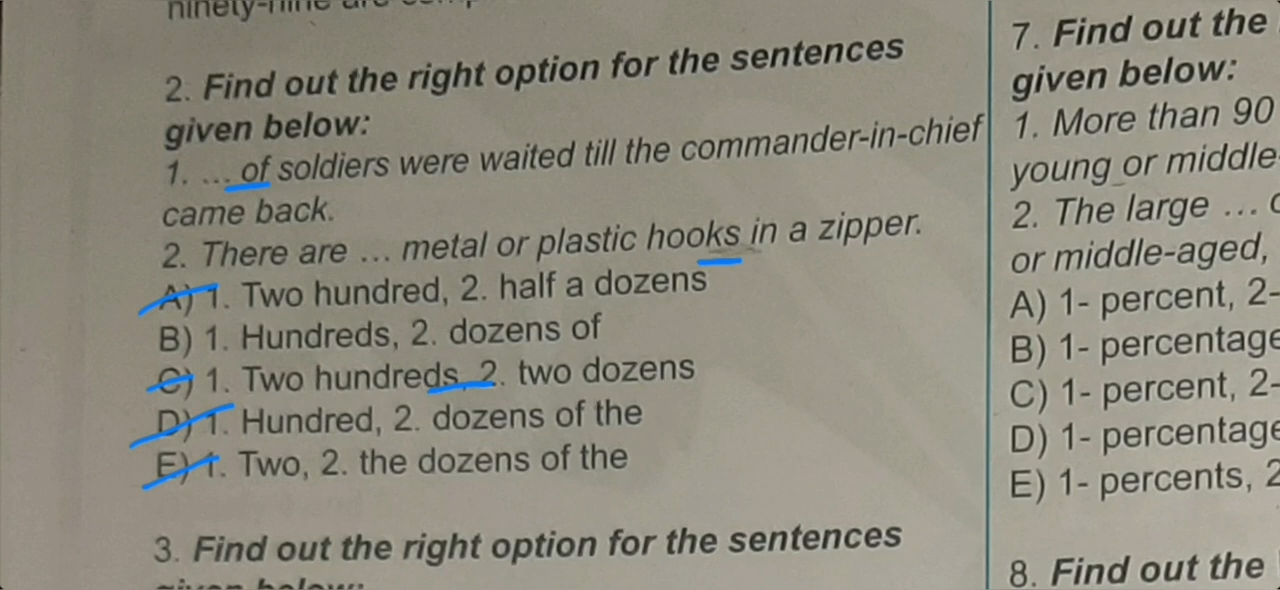 ninety-nine are
2. Find out the right option for the sentences
given below:
1. ... of soldiers were waited till the commander-in-chief
came back.
2. There are ... metal or plastic hooks in a zipper.
A) 1. Two hundred, 2. half a dozens
B) 1. Hundreds, 2. dozens of
C) 1. Two hundreds, 2. two dozens
D) 1. Hundred, 2. dozens of the
E) 1. Two, 2. the dozens of the
3. Find out the right option for the sentences
given below:
7. Find out the
given below:
1. More than 90
young or middle
2. The large ...
or middle-aged,
A) 1- percent, 2-
B) 1- percentage
C) 1- percent, 2-
D) 1- percentage
E) 1- percents, 2
8. Find out the